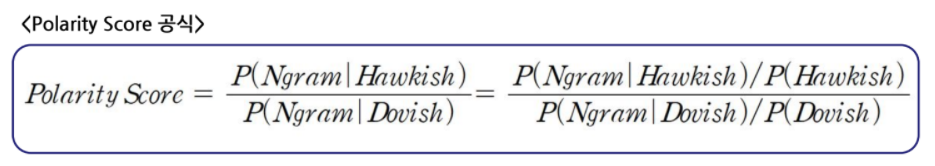 <Polarity Score 공식>
Polarity Score = P(Ngram|Hawkish) / P(Ngram|Dovish) = P(Ngram|Hawkish)/P(Hawkish) / P(Ngram|Dovish)/P(Dovish)